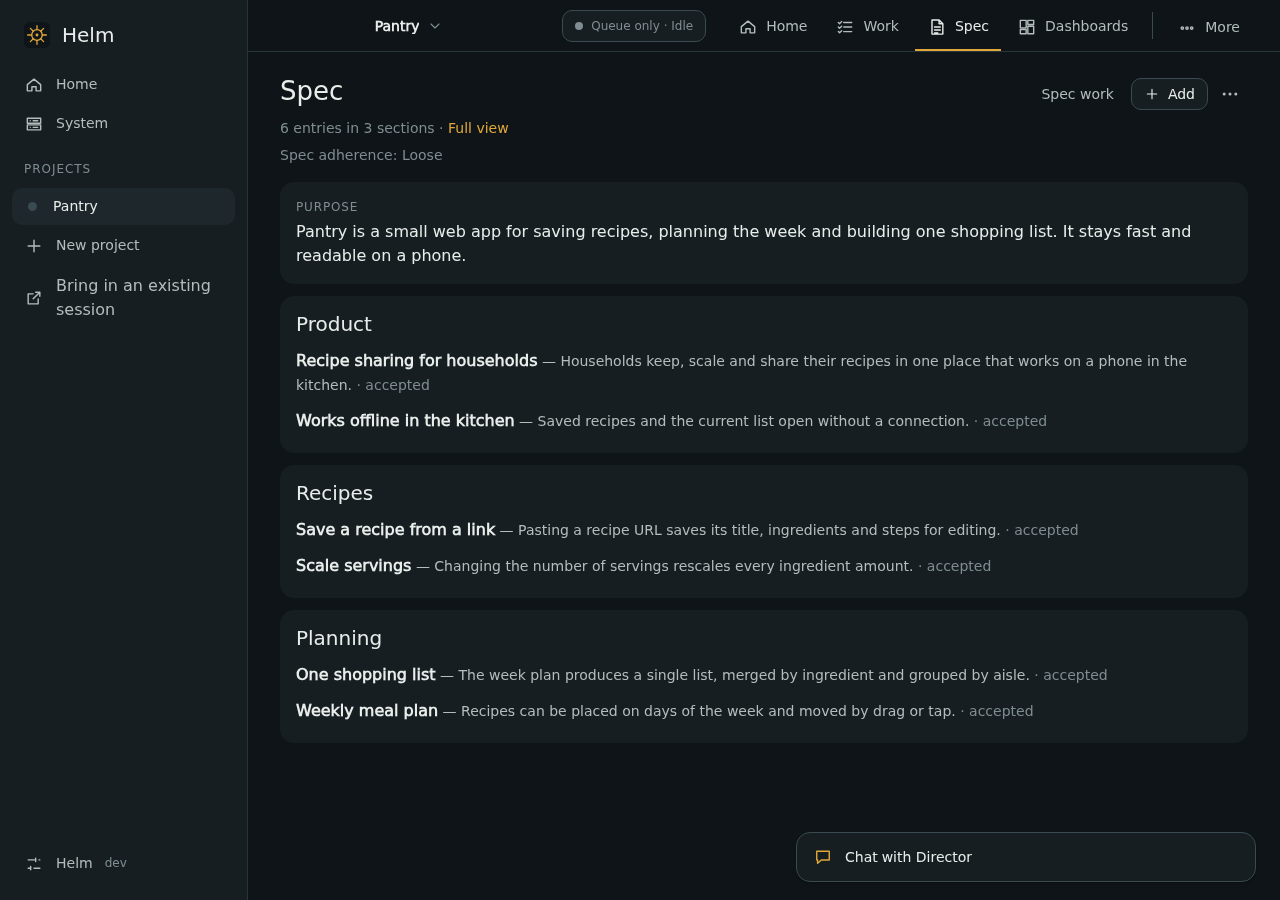 Helm
Home
System
PROJECTS
Pantry
New project
Bring in an existing
session
Helm dev
Pantry
Queue only · Idle
Home
Work
Spec
Dashboards
More
Spec
Spec work
Add
6 entries in 3 sections · Full view
Spec adherence: Loose
PURPOSE
Pantry is a small web app for saving recipes, planning the week and building one shopping list. It stays fast and
readable on a phone.
Product
Recipe sharing for households — Households keep, scale and share their recipes in one place that works on a phone in the
kitchen. · accepted
Works offline in the kitchen — Saved recipes and the current list open without a connection. · accepted
Recipes
Save a recipe from a link — Pasting a recipe URL saves its title, ingredients and steps for editing. · accepted
Scale servings — Changing the number of servings rescales every ingredient amount. · accepted
Planning
One shopping list — The week plan produces a single list, merged by ingredient and grouped by aisle. · accepted
Weekly meal plan — Recipes can be placed on days of the week and moved by drag or tap. · accepted
Chat with Director